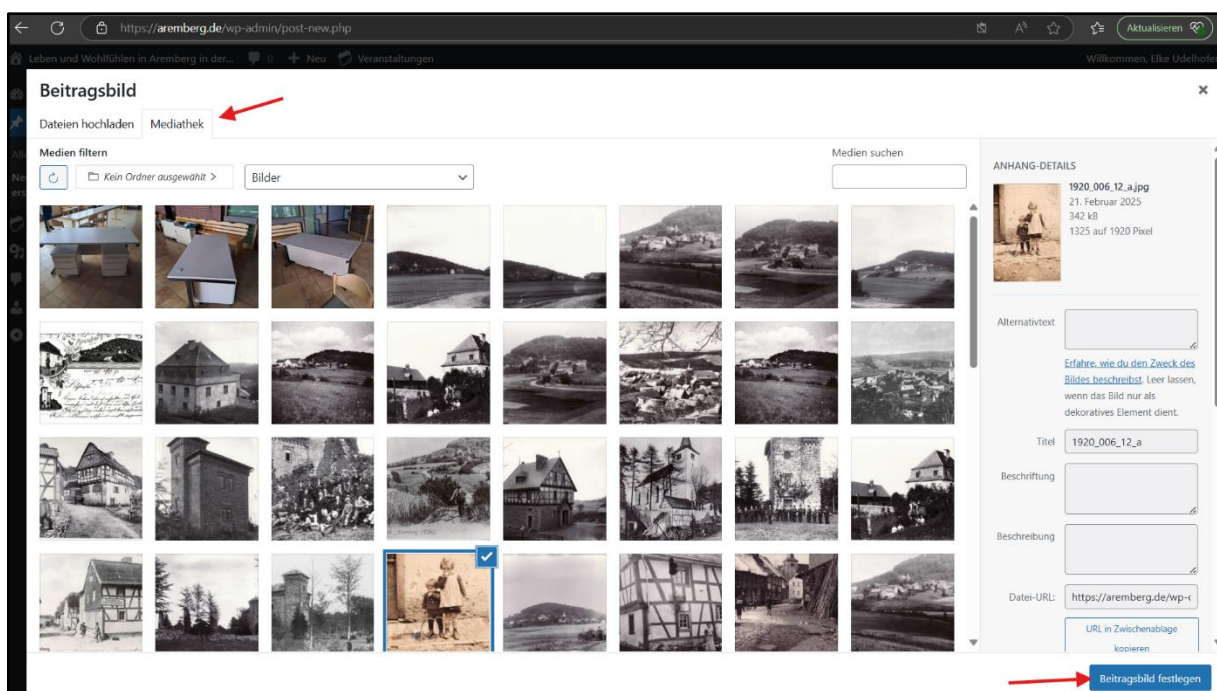 https://aremberg.de/wp-admin/post-new.php
Aktualisieren
Leben und Wohlfühlen in Aremberg in der... 0 Neu Veranstaltungen
Willkommen, Elke Udelhofe
Beitragsbild
Dateien hochladen Mediathek
Medien filtern
Kein Ordner ausgewählt >
Bilder
Medien suchen
ANHANG-DETAILS
1920_006_12_a.jpg
21. Februar 2025
342 kB
1325 auf 1920 Pixel
Alternativtext
Erfahre, wie du den Zweck des
Bildes beschreibst. Leer lassen,
wenn das Bild nur als
dekoratives Element dient.
Titel 1920_006_12_a
Beschriftung
Beschreibung
Datei-URL: https://aremberg.de/wp-c
URL in Zwischenablage
kopieren
Beitragsbild festlegen